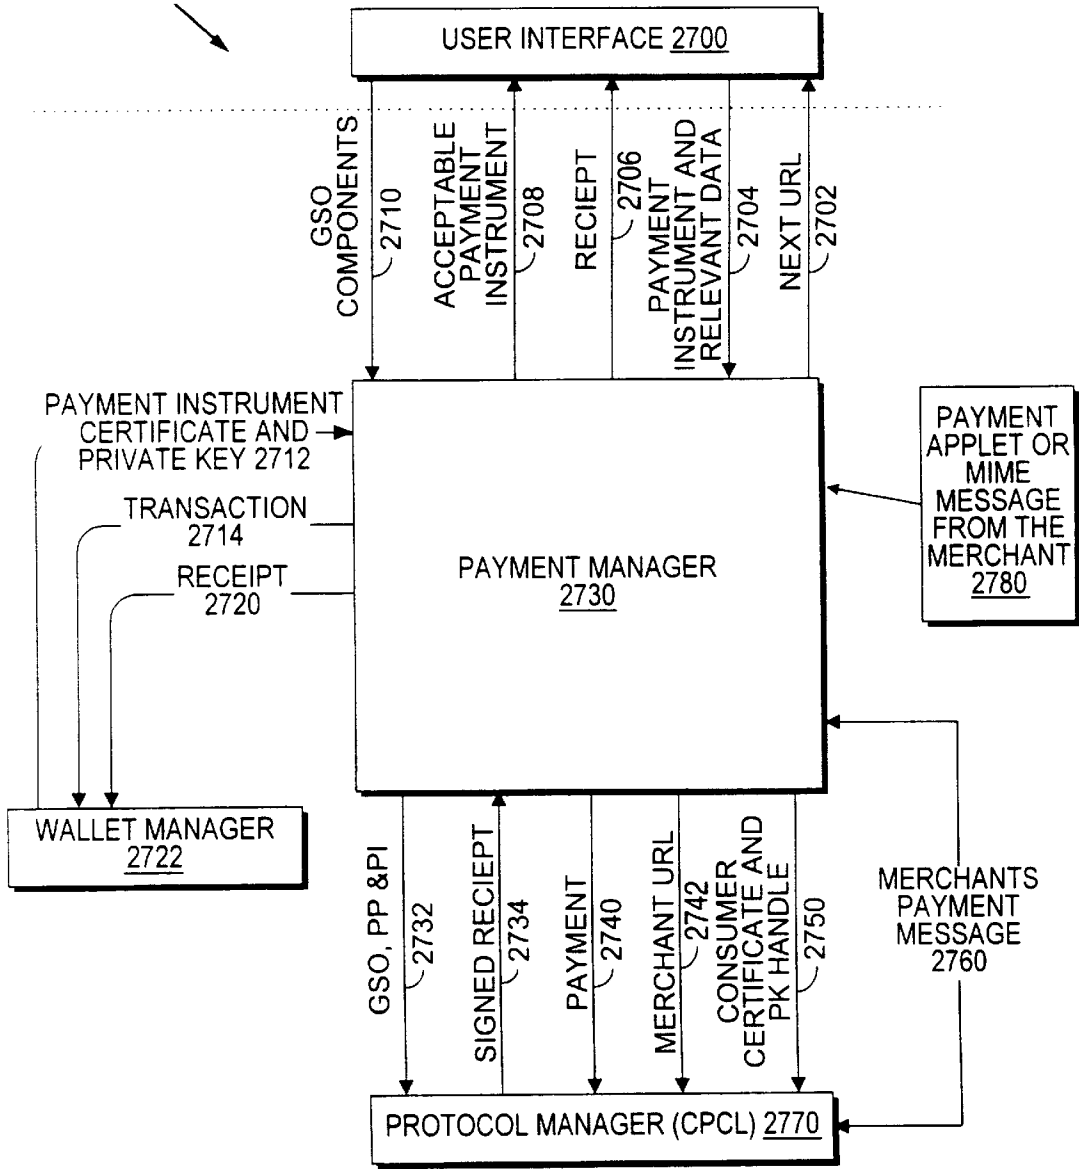 USER INTERFACE 2700
GSO
COMPONENTS
2710
ACCEPTABLE
PAYMENT
INSTRUMENT
2708
RECIEPT
2706
PAYMENT
INSTRUMENT AND
RELEVANT DATA
2704
NEXT URL
2702
PAYMENT INSTRUMENT
CERTIFICATE AND
PRIVATE KEY 2712
TRANSACTION
2714
RECEIPT
2720
PAYMENT MANAGER
2730
PAYMENT
APPLET OR
MIME
MESSAGE
FROM THE
MERCHANT
2780
WALLET MANAGER
2722
GSO, PP &PI
2732
SIGNED RECIEPT
2734
PAYMENT
2740
MERCHANT URL
2742
CONSUMER
CERTIFICATE AND
PK HANDLE
2750
MERCHANTS
PAYMENT
MESSAGE
2760
PROTOCOL MANAGER (CPCL) 2770